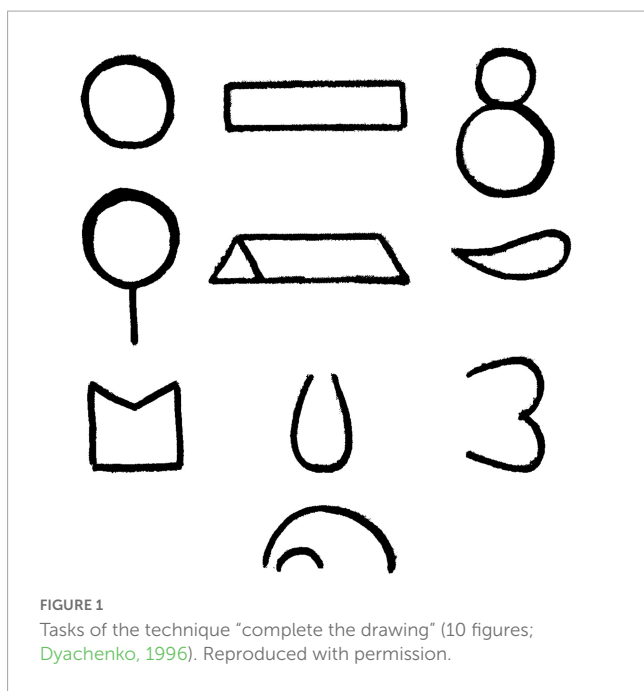 FIGURE 1
Tasks of the technique “complete the drawing” (10 figures;
Dyachenko, 1996). Reproduced with permission.